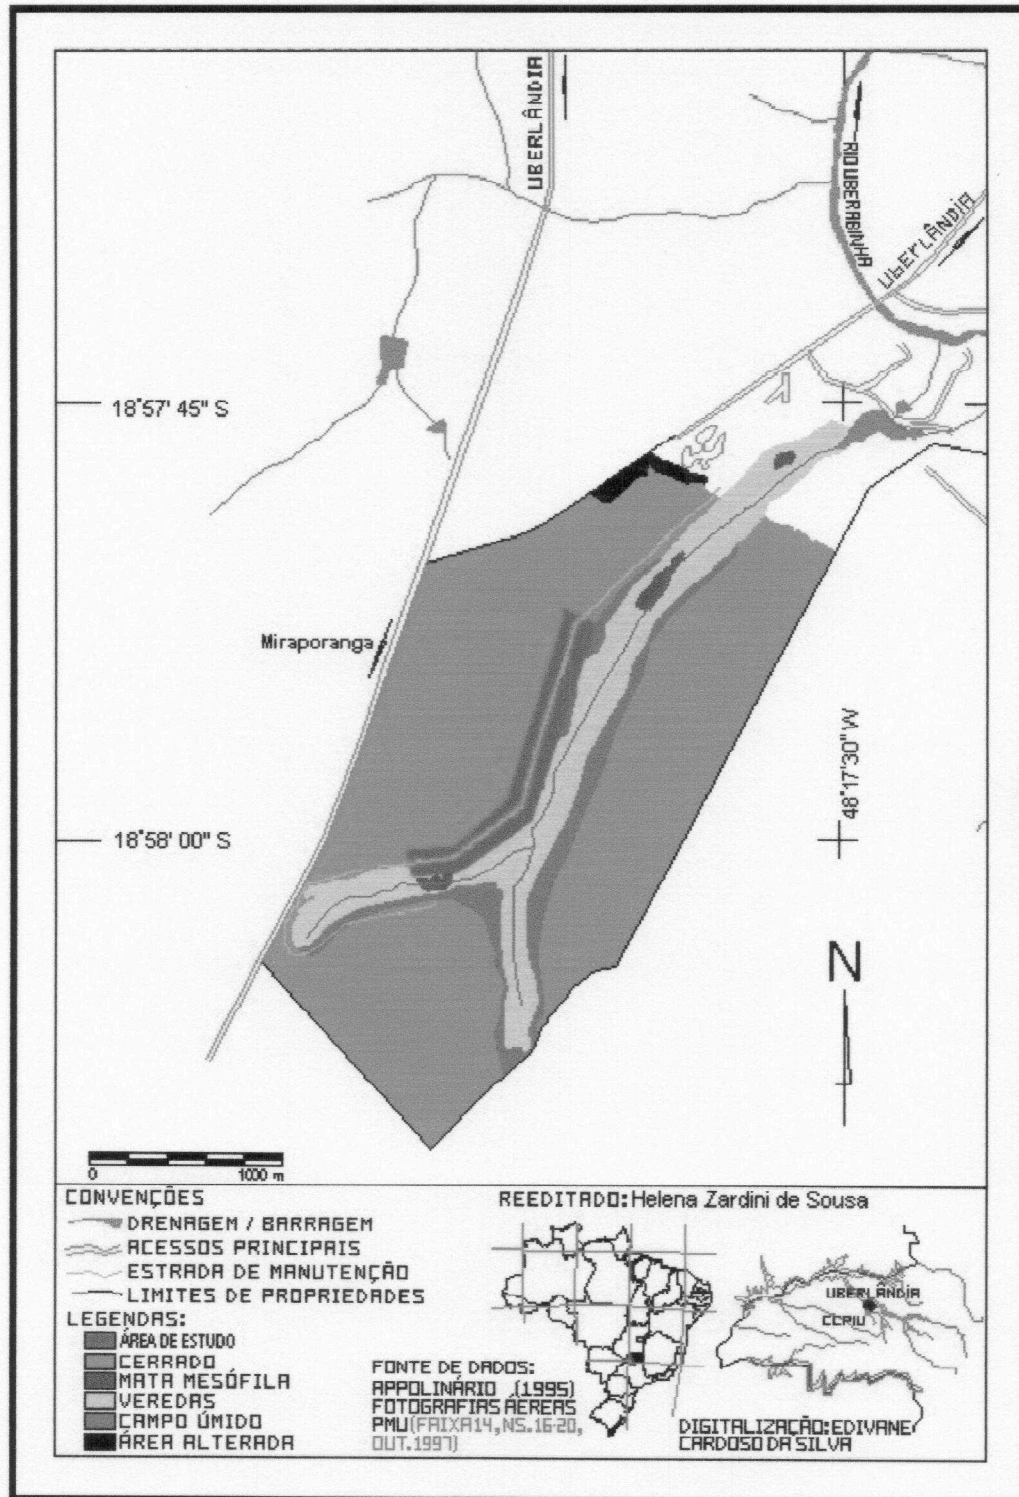 UBERLÂNDIA
RIO UBERABINHA
UBERLÂNDIA
18°57' 45" S
Miraporanga
48°17'30" W
18°58' 00" S
N
0 1000 m
CONVENÇÕES
DRENAGEM / BARRAGEM
ACESSOS PRINCIPAIS
ESTRADA DE MANUTENÇÃO
LIMITES DE PROPRIEDADES
LEGENDAS:
ÁREA DE ESTUDO
CERRADO
MATA MESÓFILA
VEREDAS
CAMPO ÚMIDO
ÁREA ALTERADA
REEDITADO: Helena Zardini de Sousa
UBERLÂNDIA
CCPIU
FONTE DE DADOS:
APPOLINÁRIO (1995)
FOTOGRAFIAS AÉREAS
PMU (FAIXA 14, NS. 16-20,
OUT. 1997)
DIGITALIZAÇÃO: EDIVANE
CARDOSO DA SILVA